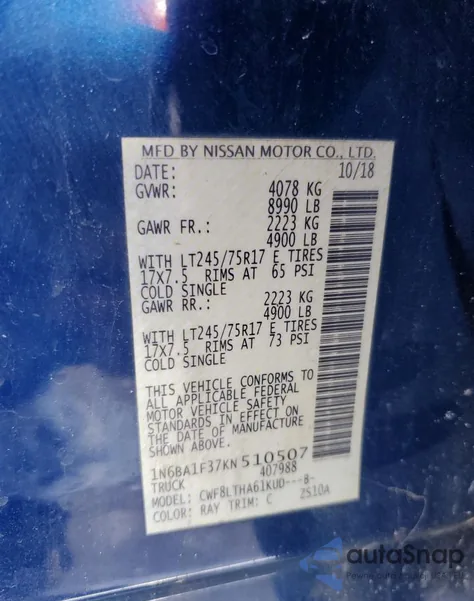 MFD BY NISSAN MOTOR CO., LTD.
DATE: 10/18
GVWR: 4078 KG
8990 LB
GAWR FR.: 2223 KG
4900 LB
WITH LT245/75R17 E TIRES
17X7.5 RIMS AT 65 PSI
COLD SINGLE
GAWR RR.: 2223 KG
4900 LB
WITH LT245/75R17 E TIRES
17X7.5 RIMS AT 73 PSI
COLD SINGLE
THIS VEHICLE CONFORMS TO
ALL APPLICABLE FEDERAL
MOTOR VEHICLE SAFETY
STANDARDS IN EFFECT ON
THE DATE OF MANUFACTURE
SHOWN ABOVE.
1N6BA1F37KN510507
TRUCK 407988
MODEL: CWF8LTHA61KUD---B-
COLOR: RAY TRIM: C ZS10A
autoSnap